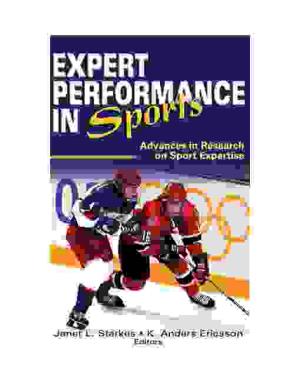 EXPERT
PERFORMANCE
IN Sports
Advances in Research
on Sport Expertise
Janet L. Starkes • K. Anders Ericsson
Editors